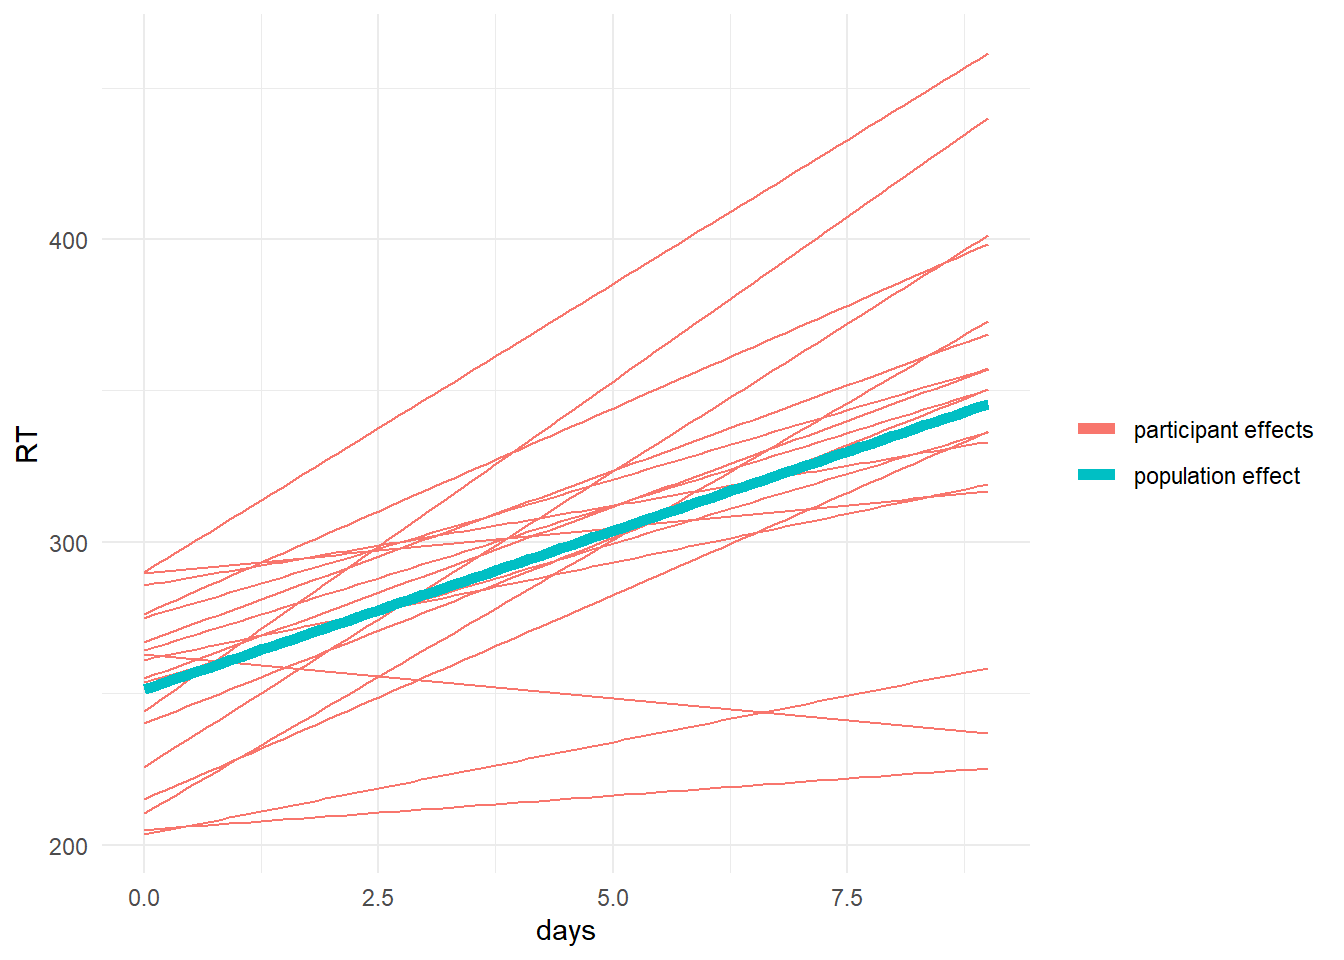 400
300
200
RT
0.0 2.5 5.0 7.5
days
participant effects
population effect